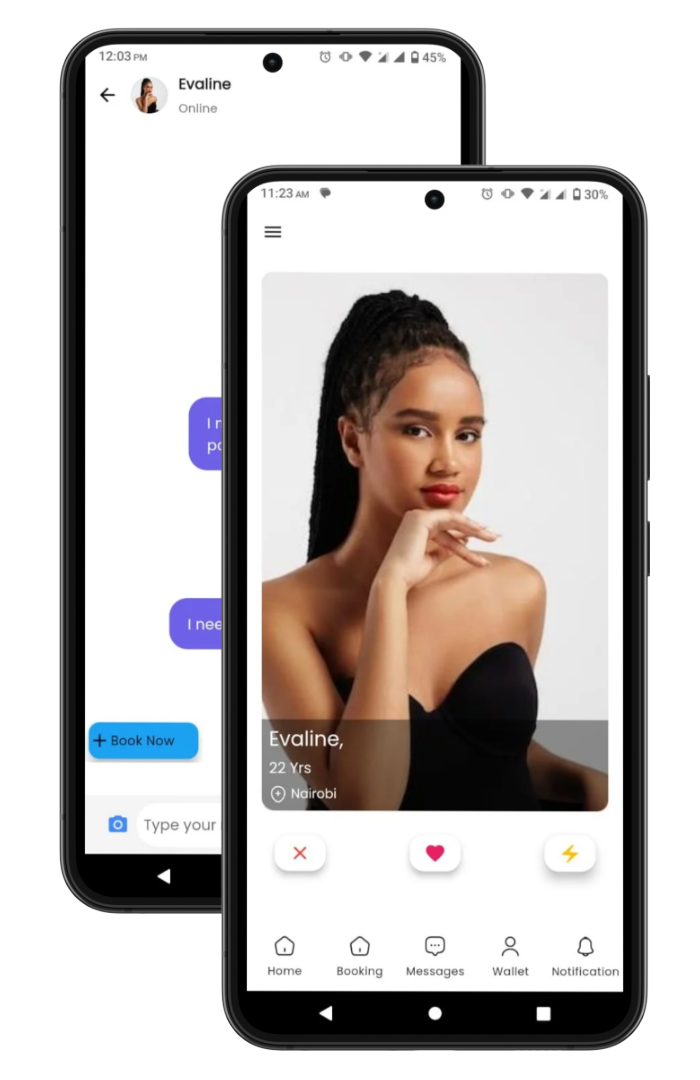 12:03 PM
45%
Evaline
Online
I
I nee
+ Book Now
Type your
11:23 AM
30%
Evaline,
22 Yrs
Nairobi
Home
Booking
Messages
Wallet
Notification